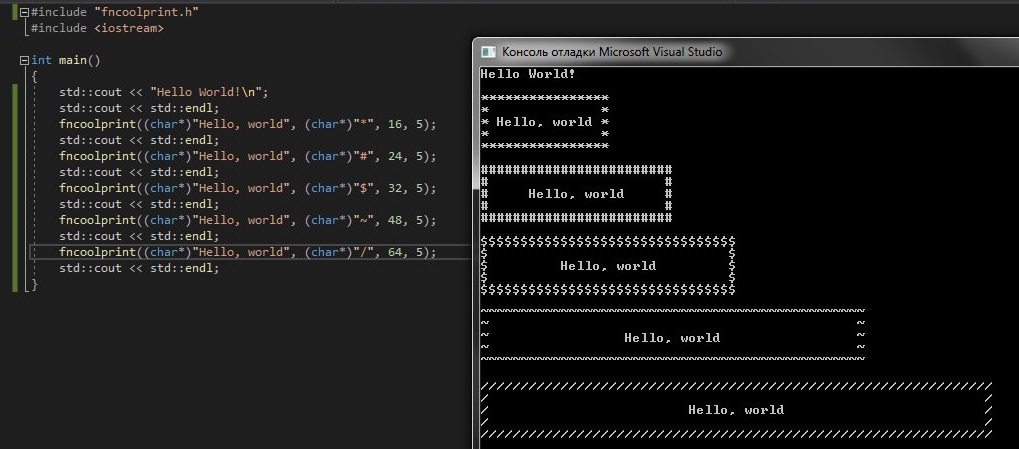 #include "fncoolprint.h"
#include <iostream>
int main()
{
std::cout << "Hello World!\n";
std::cout << std::endl;
fncoolprint((char*)"Hello, world", (char*)"*", 16, 5);
std::cout << std::endl;
fncoolprint((char*)"Hello, world", (char*)"#", 24, 5);
std::cout << std::endl;
fncoolprint((char*)"Hello, world", (char*)"$", 32, 5);
std::cout << std::endl;
fncoolprint((char*)"Hello, world", (char*)"~", 48, 5);
std::cout << std::endl;
fncoolprint((char*)"Hello, world", (char*)"/", 64, 5);
std::cout << std::endl;
}
Консоль отладки Microsoft Visual Studio
Hello World!
****************
*              *
* Hello, world *
*              *
****************
########################
#                      #
#     Hello, world     #
#                      #
########################
$$$$$$$$$$$$$$$$$$$$$$$$$$$$$$$$
$                              $
$         Hello, world         $
$                              $
$$$$$$$$$$$$$$$$$$$$$$$$$$$$$$$$
~~~~~~~~~~~~~~~~~~~~~~~~~~~~~~~~~~~~~~~~~~~~~~~~
~                                              ~
~                 Hello, world                 ~
~                                              ~
~~~~~~~~~~~~~~~~~~~~~~~~~~~~~~~~~~~~~~~~~~~~~~~~
////////////////////////////////////////////////////////////////
/                                                              /
/                         Hello, world                         /
/                                                              /
////////////////////////////////////////////////////////////////